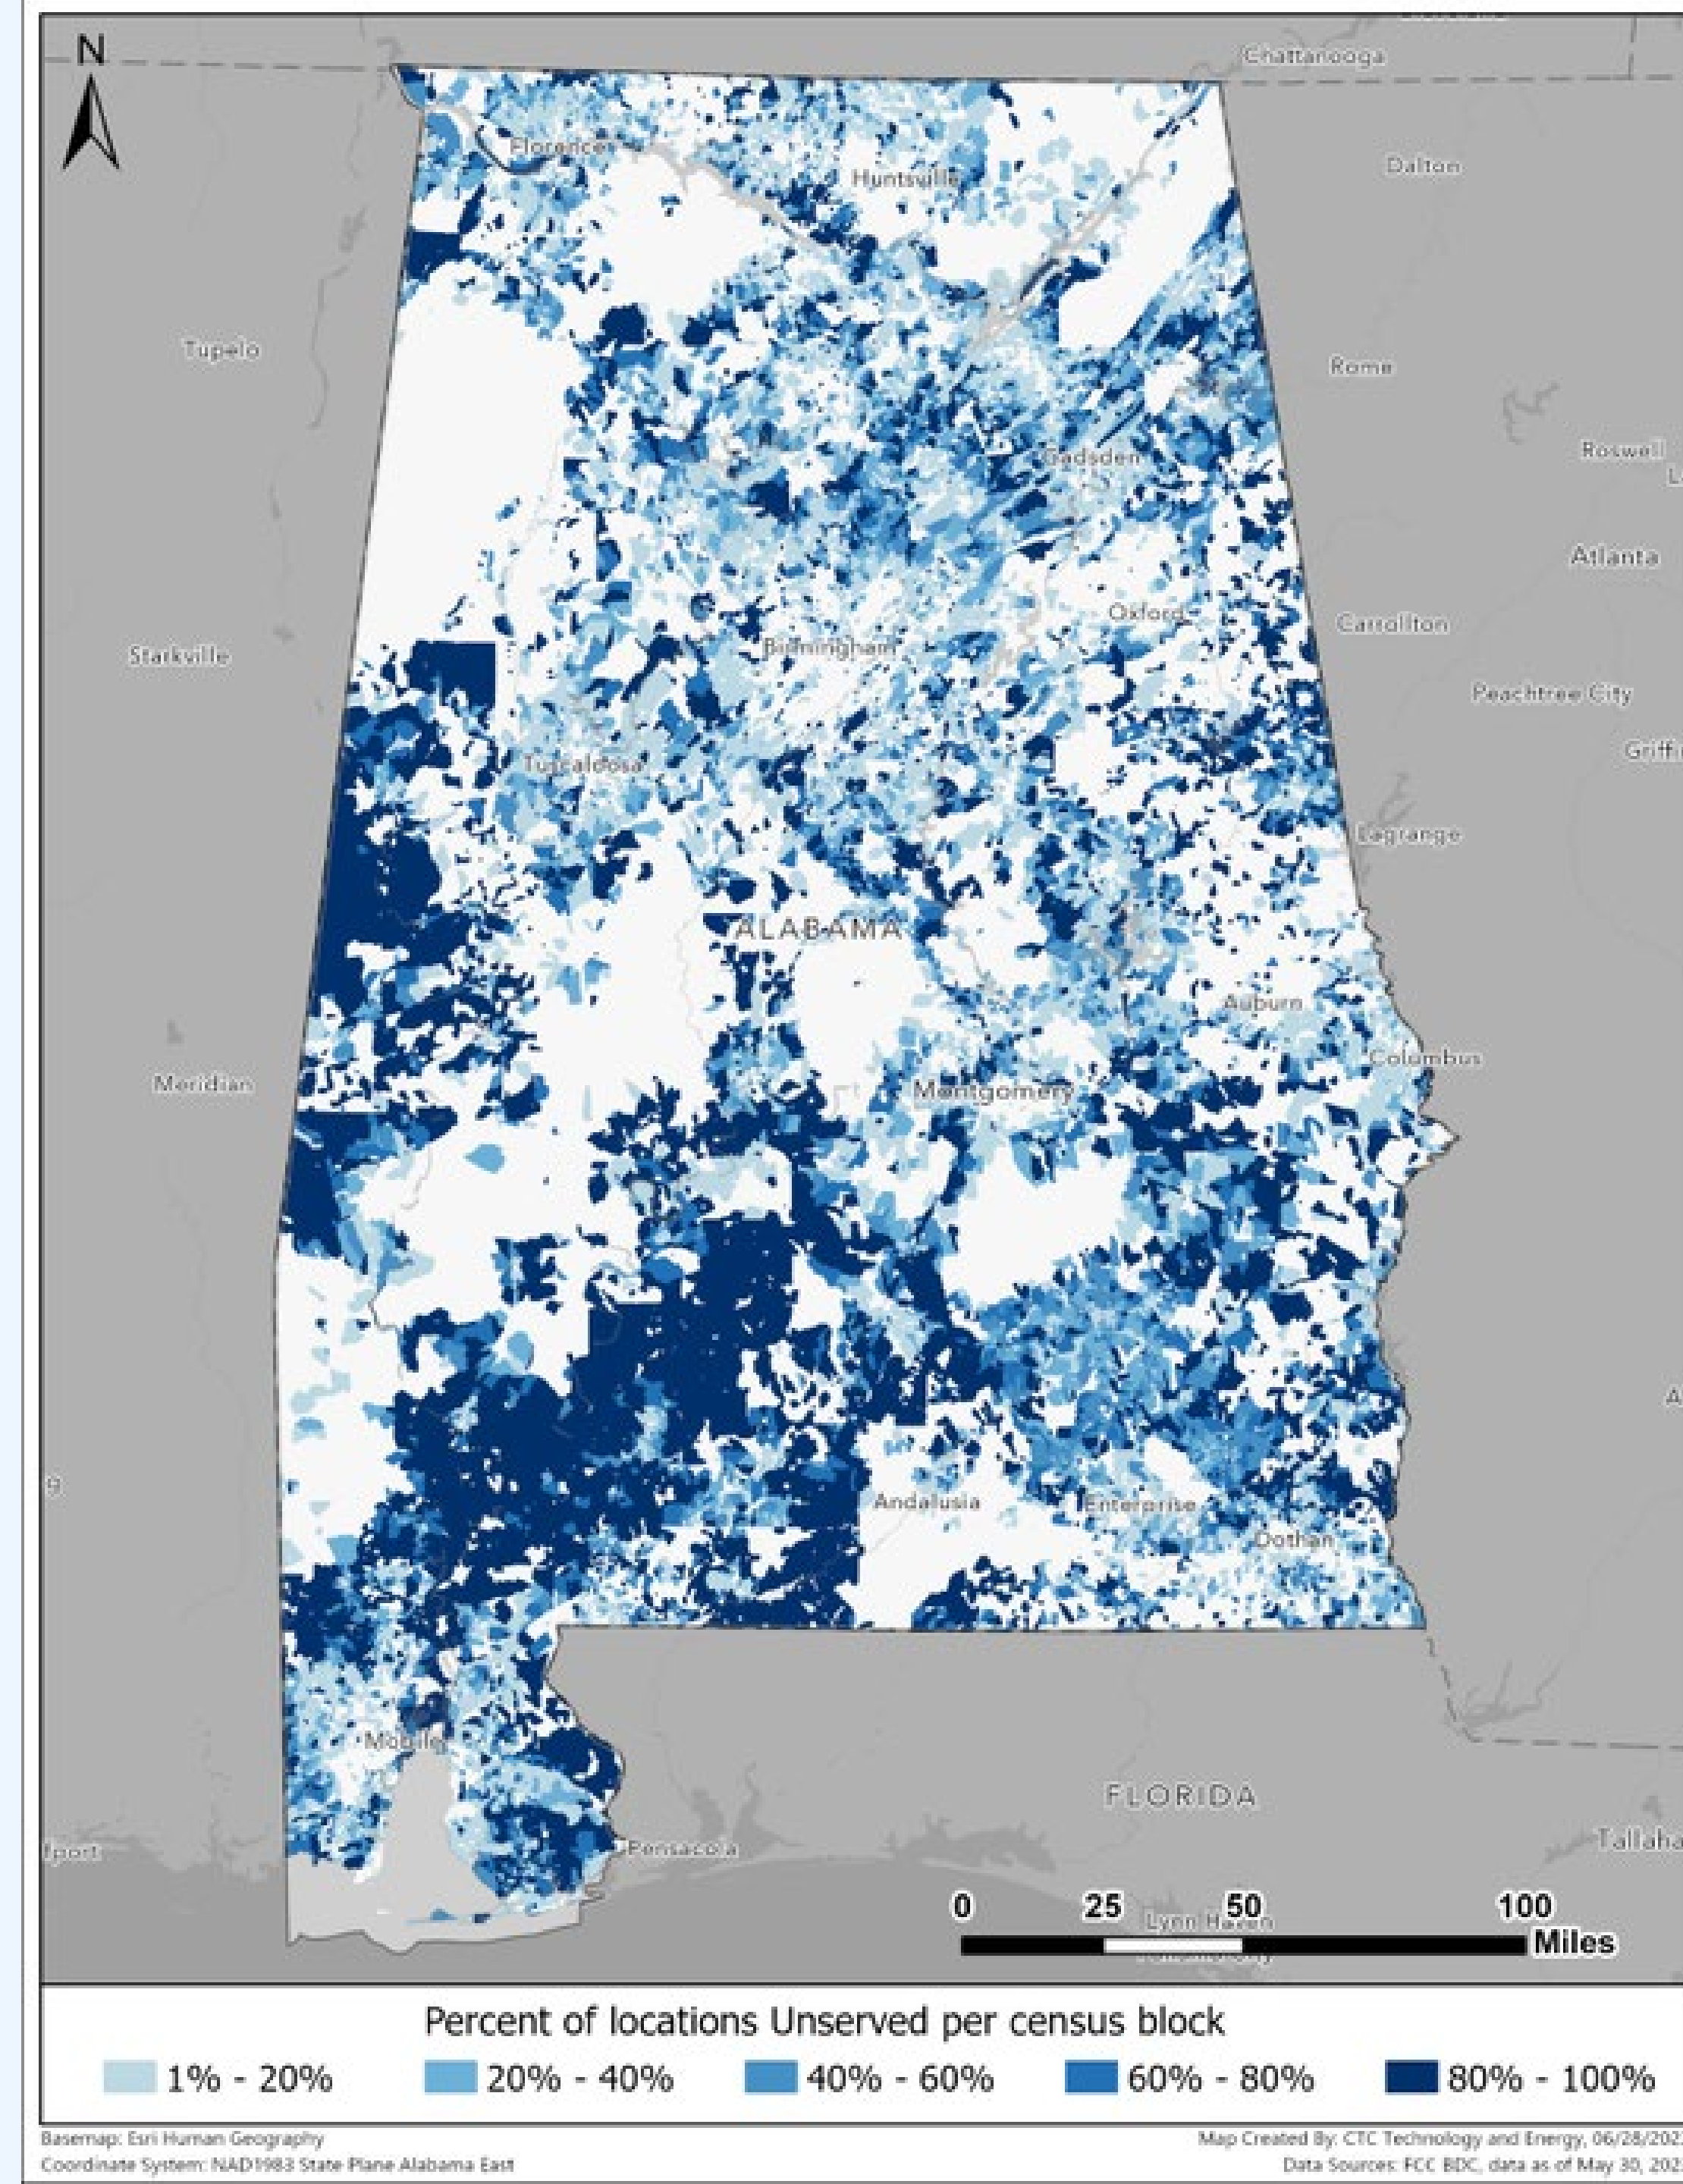 N
Chattanooga
Dalton
Florence
Huntsville
Tupelo
Rome
Roswell
Gadsden
Atlanta
Oxford
Carrollton
Birmingham
Starkville
Peachtree City
Tuscaloosa
Lagrange
ALABAMA
Auburn
Columbus
Meridian
Montgomery
Andalusia
Enterprise
Dothan
Mobile
FLORIDA
Pensacola
0 25 50 100
Lynn Haven
Miles
Percent of locations Unserved per census block
1% - 20% 20% - 40% 40% - 60% 60% - 80% 80% - 100%
Basemap: Esri Human Geography
Map Created By: CTC Technology and Energy, 06/28/202
Coordinate System: NAD1983 State Plane Alabama East
Data Sources: FCC BDC, data as of May 30, 202